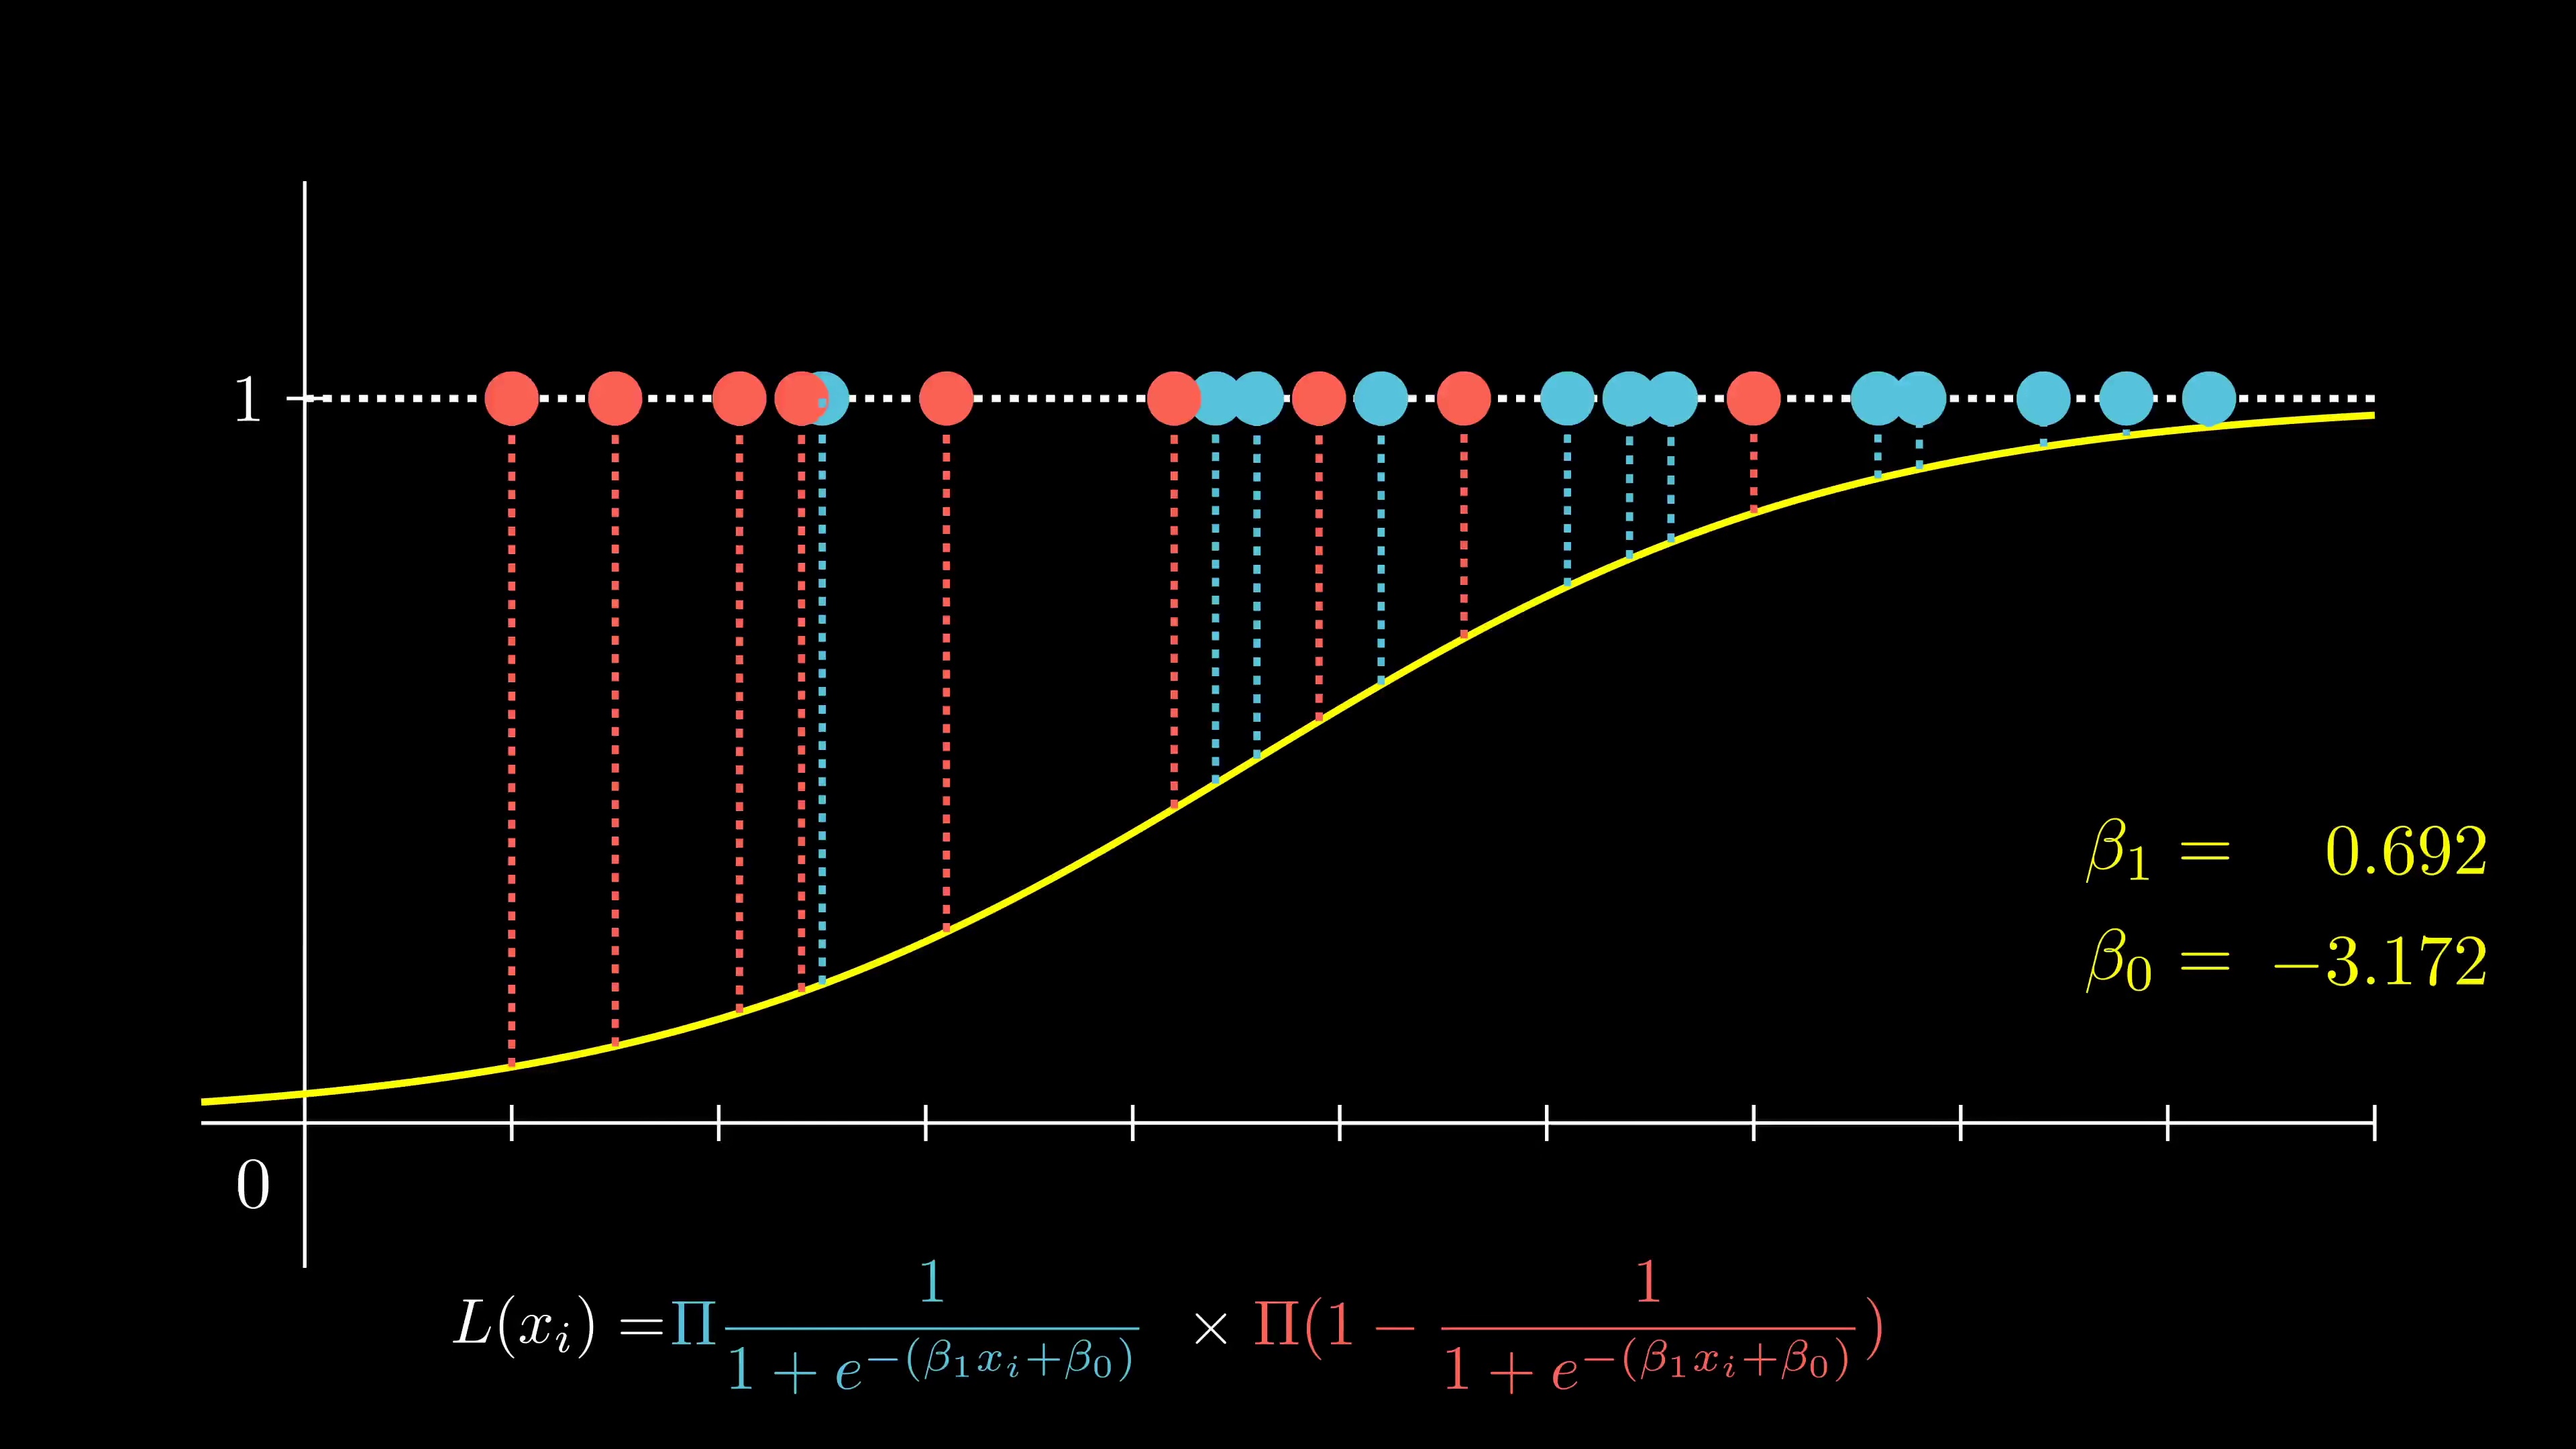 1
β₁ = 0.692
β₀ = −3.172
0
L(xᵢ) = Π 1 / (1 + e^{−(β₁xᵢ+β₀)}) × Π(1 − 1 / (1 + e^{−(β₁xᵢ+β₀)}))